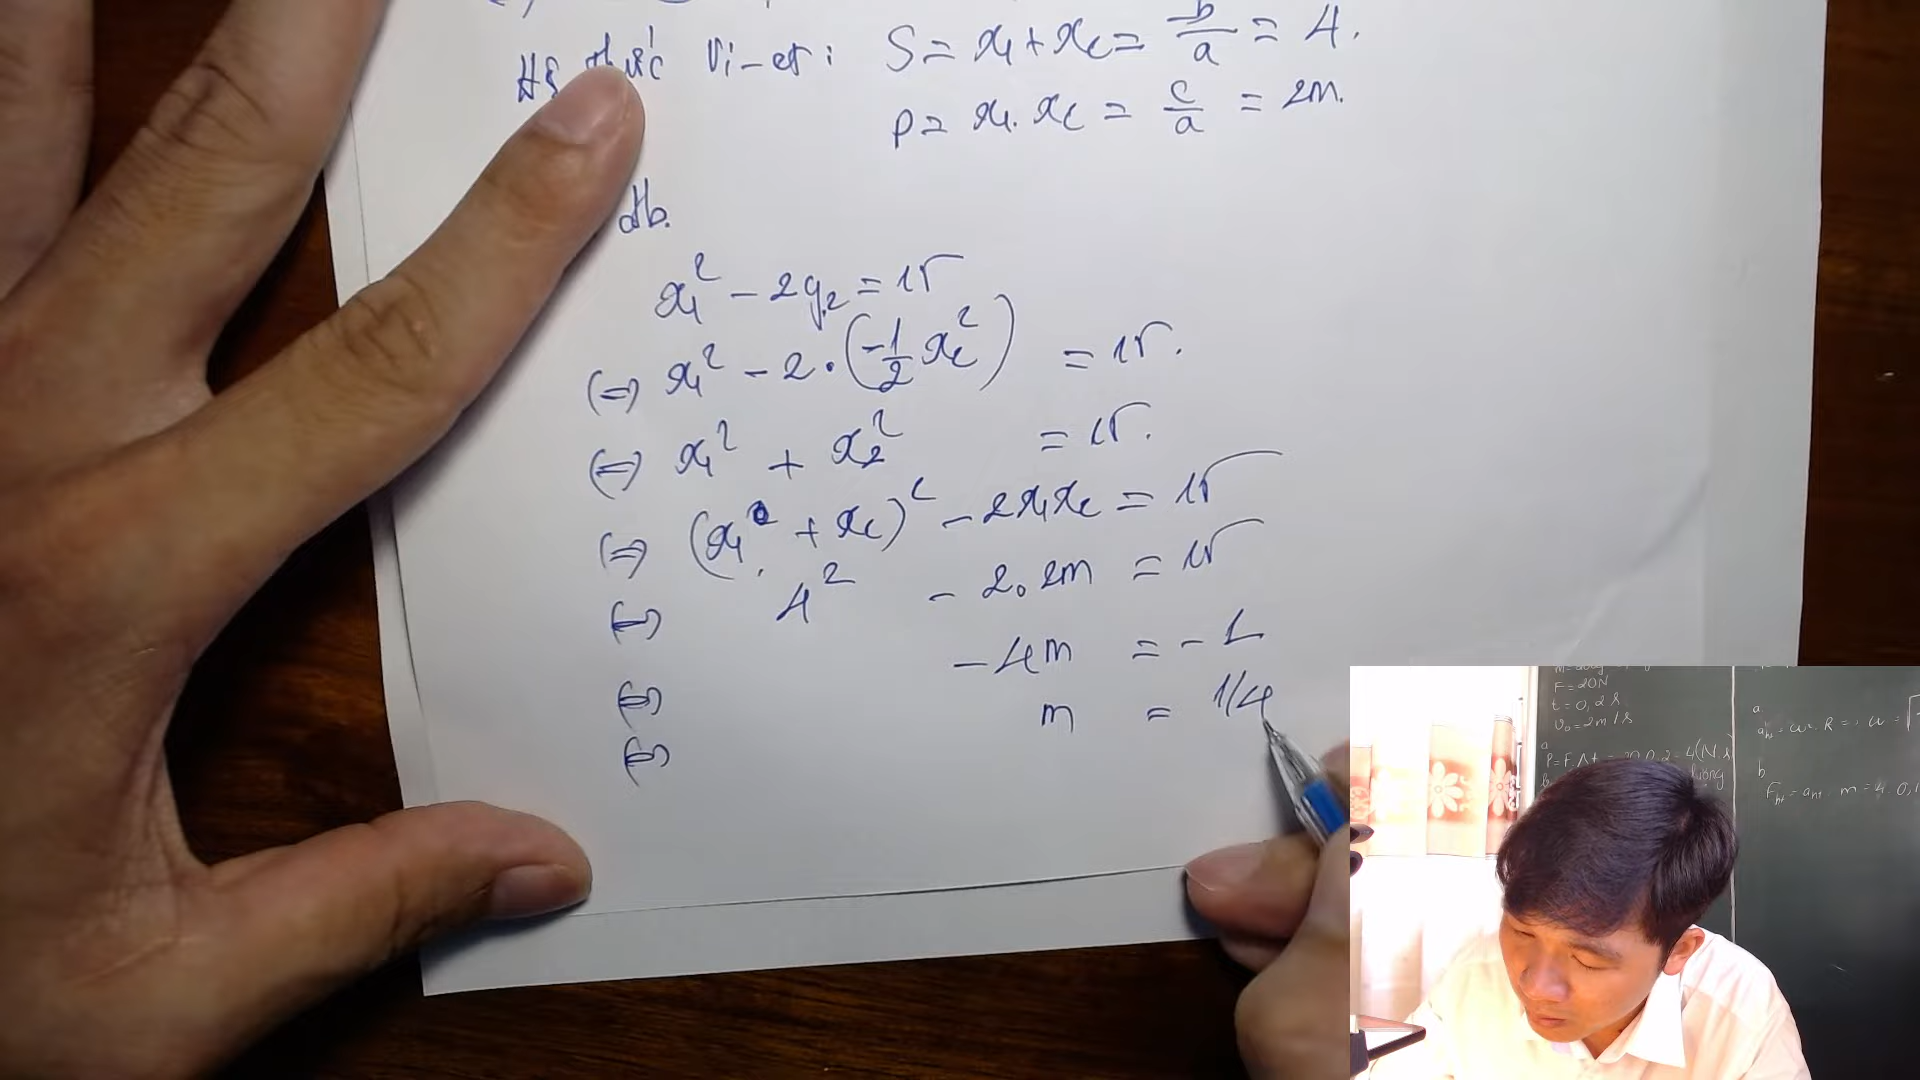 Hệ thức Vi-et: S = x₁ + x₂ = -b/a = 4.
P = x₁. x₂ = c/a = 2m.
đb.
x₁² - 2y₂ = 15
(=) x₁² - 2.(-1/2 x₂²) = 15.
(=) x₁² + x₂² = 15.
(=) (x₁ + x₂)² - 2x₁x₂ = 15
(=) 4² - 2.2m = 15
(=) -4m = -1
(=) m = 1/4
F = 20N
t = 0,2s
v₀ = 2m/s
a
a
b